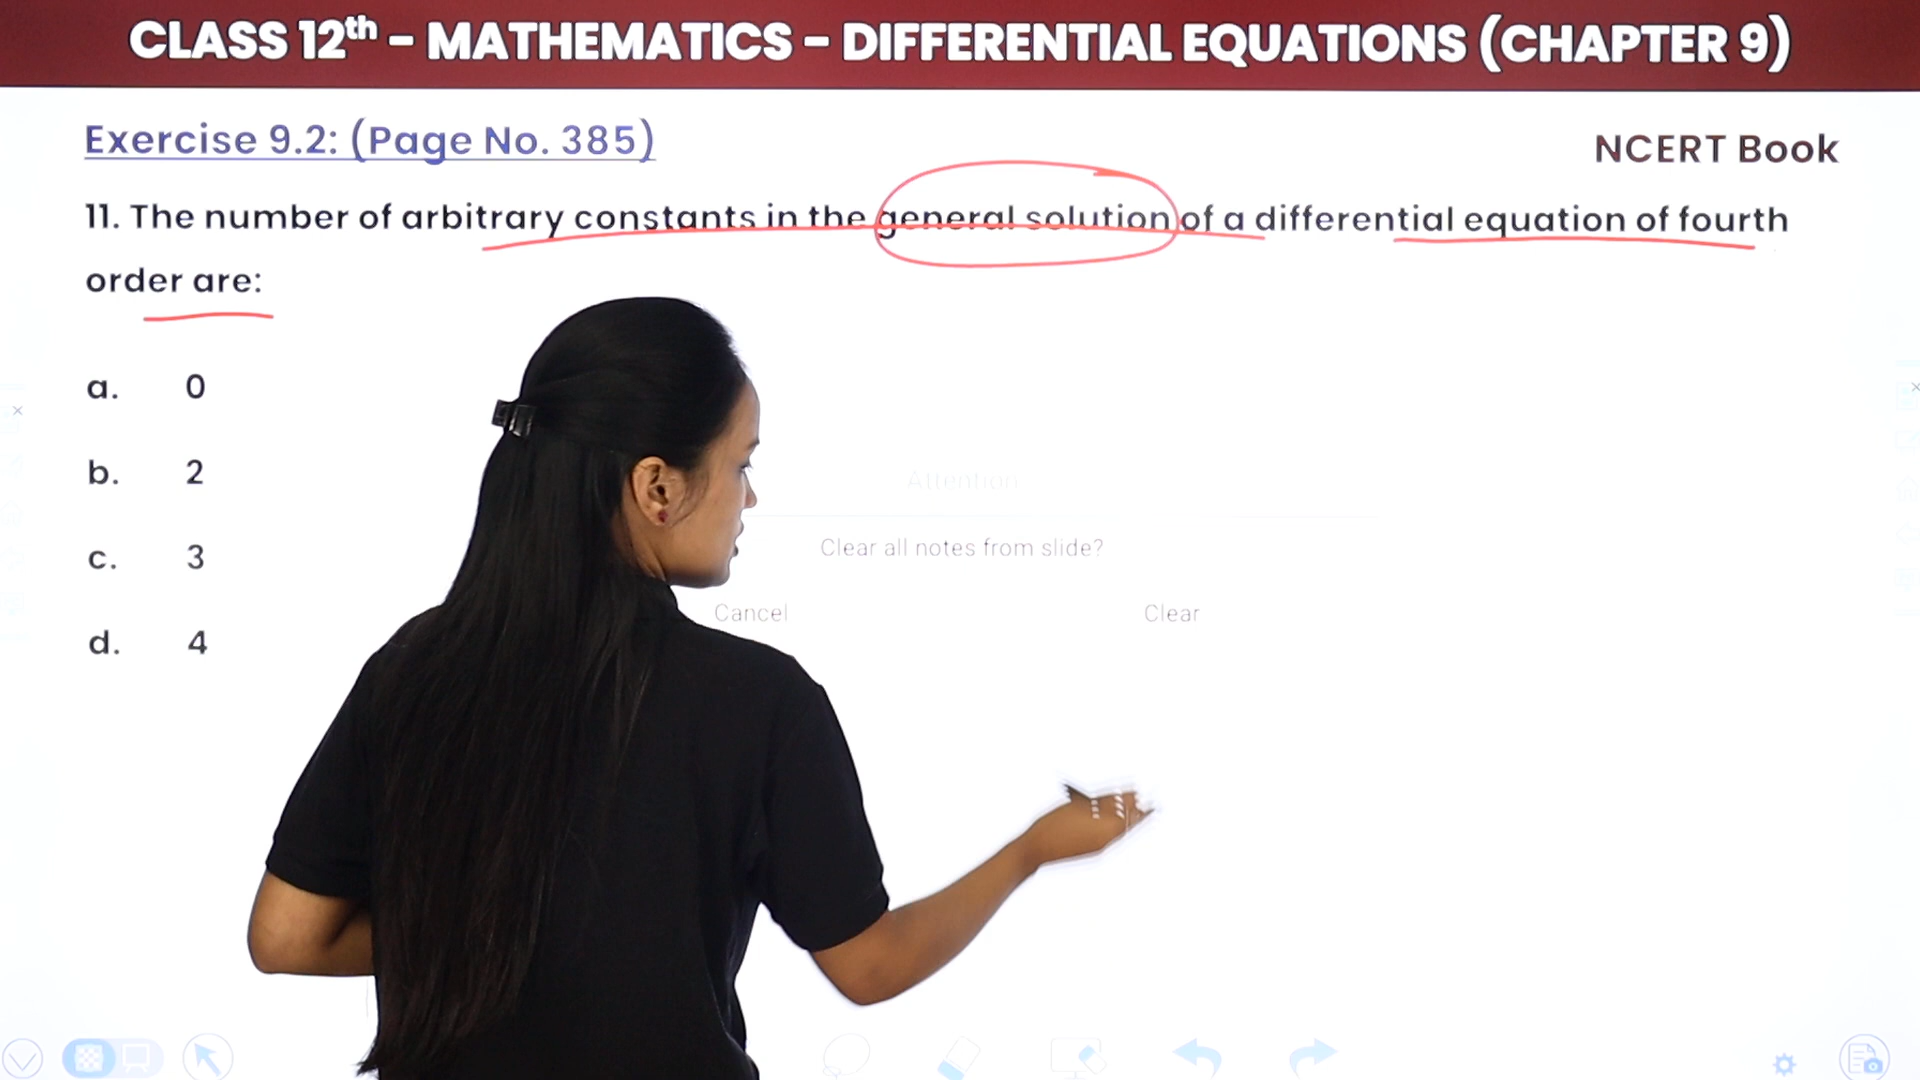 CLASS 12th - MATHEMATICS - DIFFERENTIAL EQUATIONS (CHAPTER 9)
Exercise 9.2: (Page No. 385)
NCERT Book
11. The number of arbitrary constants in the general solution of a differential equation of fourth
order are:
a. 0
b. 2
c. 3
d. 4
Attention
Clear all notes from slide?
Cancel
Clear